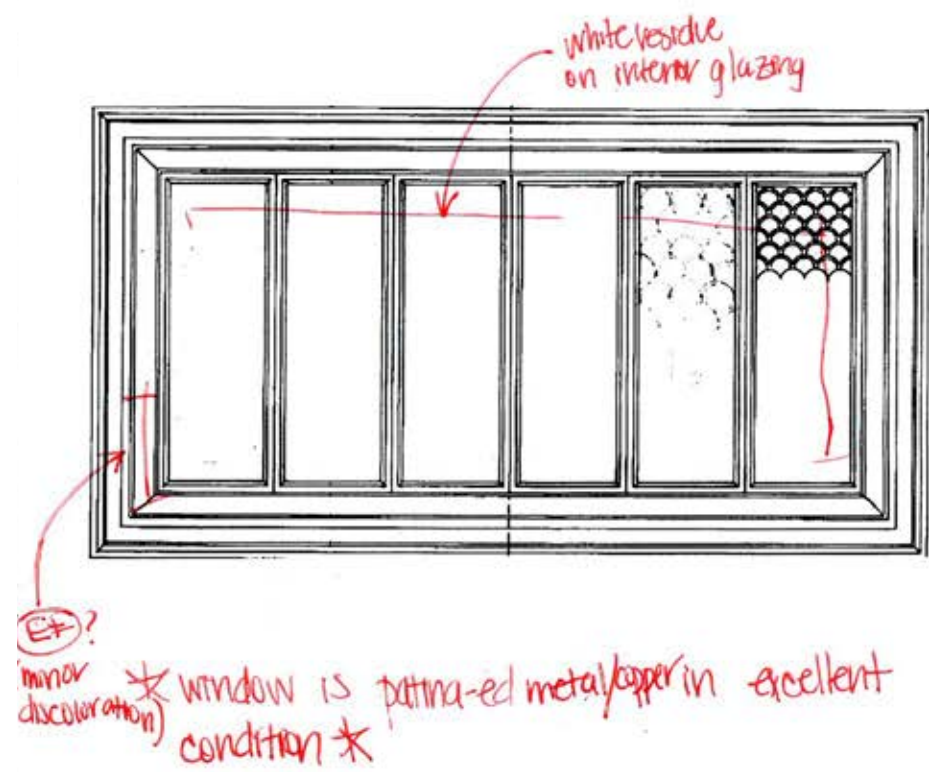 white residue
on interior glazing
?
minor
discoloration)
* window is patina-ed metal/copper in excellent
condition *